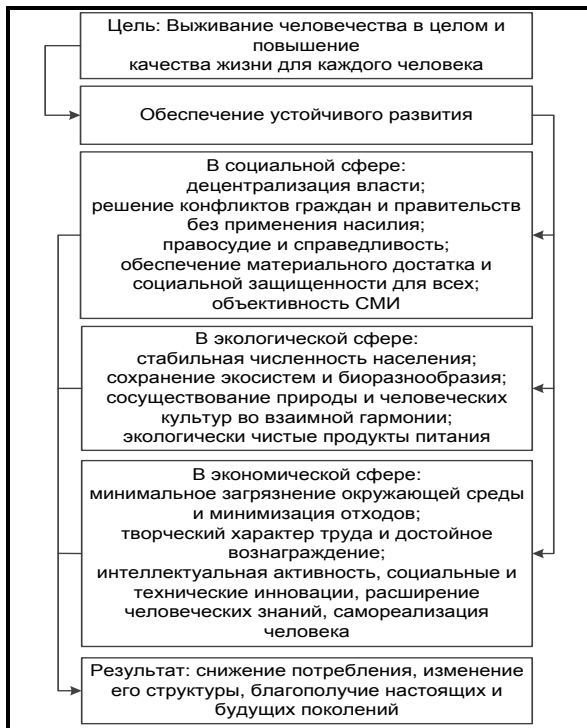 Цель: Выживание человечества в целом и
повышение
качества жизни для каждого человека
Обеспечение устойчивого развития
В социальной сфере:
децентрализация власти;
решение конфликтов граждан и правительств
без применения насилия;
правосудие и справедливость;
обеспечение материального достатка и
социальной защищенности для всех;
объективность СМИ
В экологической сфере:
стабильная численность населения;
сохранение экосистем и биоразнообразия;
сосуществование природы и человеческих
культур во взаимной гармонии;
экологически чистые продукты питания
В экономической сфере:
минимальное загрязнение окружающей среды
и минимизация отходов;
творческий характер труда и достойное
вознаграждение;
интеллектуальная активность, социальные и
технические инновации, расширение
человеческих знаний, самореализация
человека
Результат: снижение потребления, изменение
его структуры, благополучие настоящих и
будущих поколений